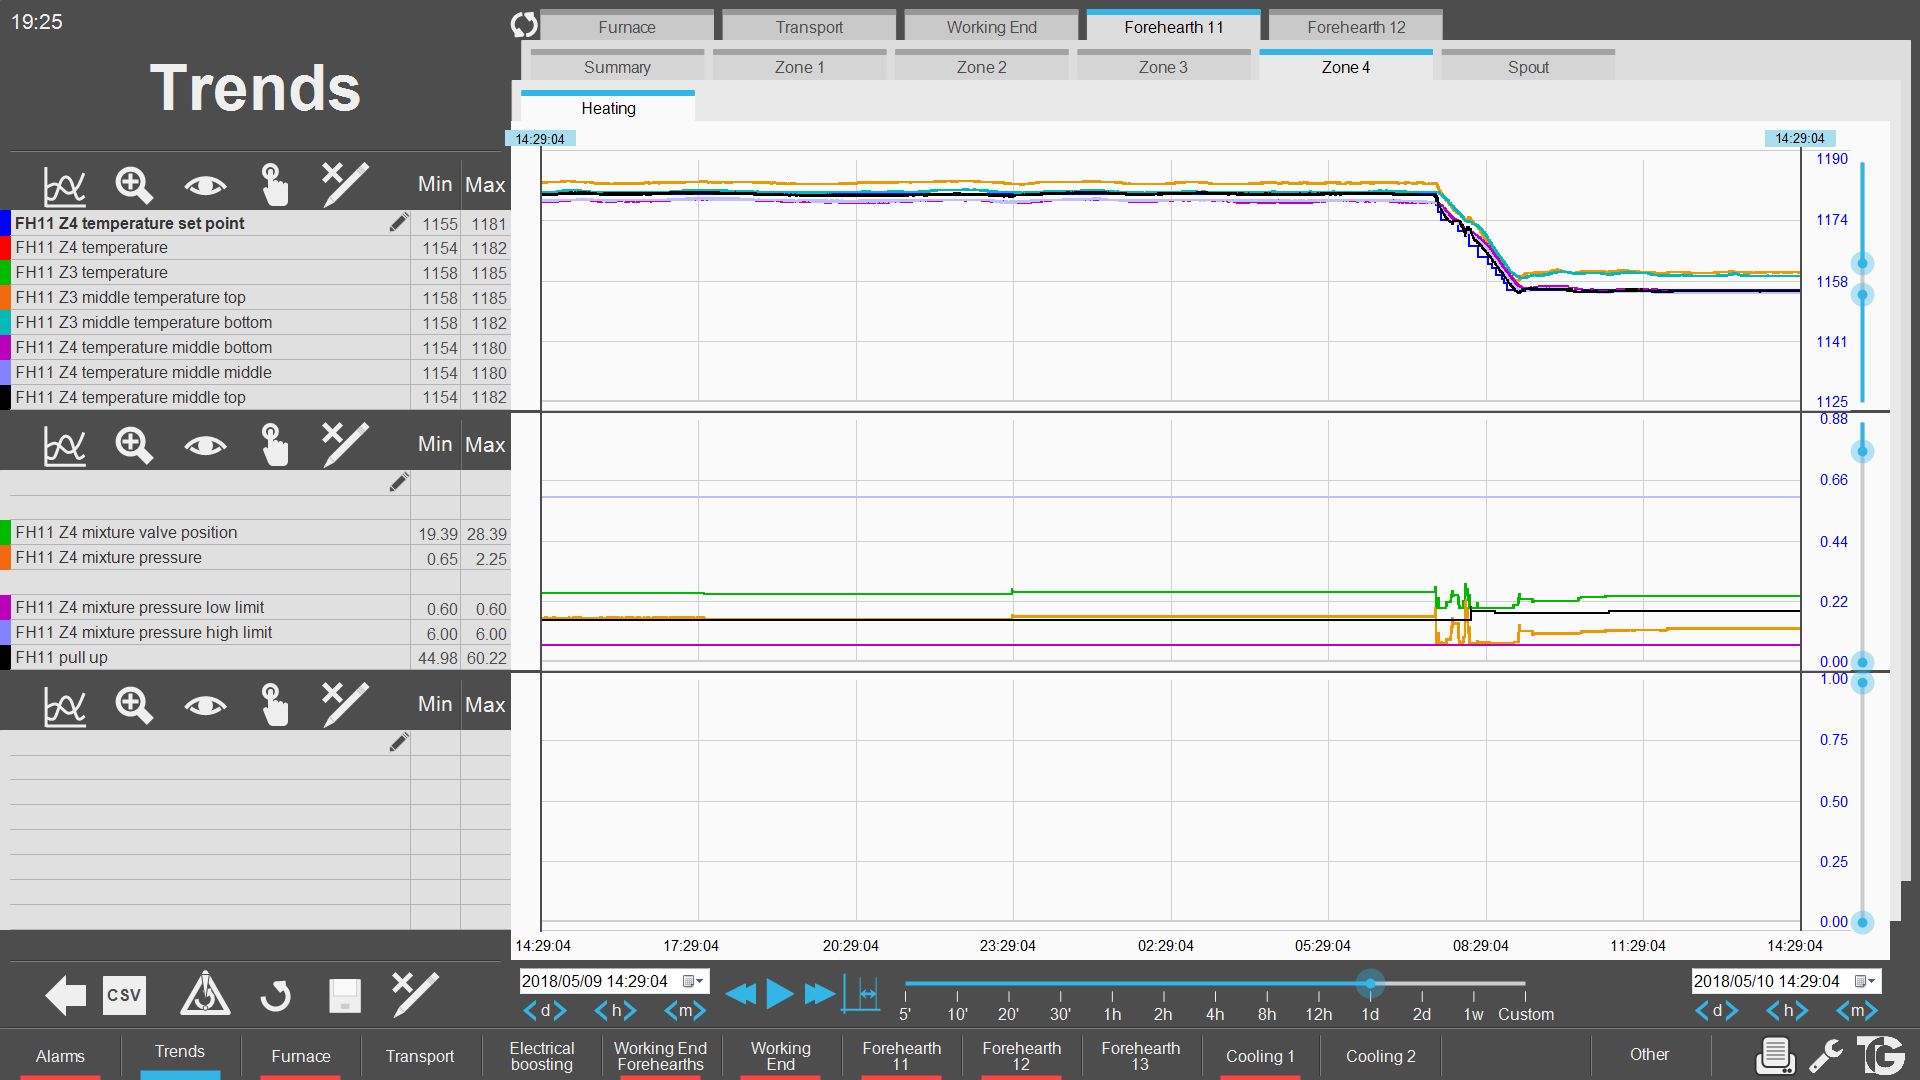 19:25
Trends
Furnace
Transport
Working End
Forehearth 11
Forehearth 12
Summary
Zone 1
Zone 2
Zone 3
Zone 4
Spout
Heating
14:29:04
14:29:04
Min Max
FH11 Z4 temperature set point 1155 1181
FH11 Z4 temperature 1154 1182
FH11 Z3 temperature 1158 1185
FH11 Z3 middle temperature top 1158 1185
FH11 Z3 middle temperature bottom 1158 1182
FH11 Z4 temperature middle bottom 1154 1180
FH11 Z4 temperature middle middle 1154 1180
FH11 Z4 temperature middle top 1154 1182
1190
1174
1158
1141
1125
Min Max
FH11 Z4 mixture valve position 19.39 28.39
FH11 Z4 mixture pressure 0.65 2.25
FH11 Z4 mixture pressure low limit 0.60 0.60
FH11 Z4 mixture pressure high limit 6.00 6.00
FH11 pull up 44.98 60.22
0.88
0.66
0.44
0.22
0.00
Min Max
1.00
0.75
0.50
0.25
0.00
14:29:04 17:29:04 20:29:04 23:29:04 02:29:04 05:29:04 08:29:04 11:29:04 14:29:04
CSV
2018/05/09 14:29:04
d h m
5' 10' 20' 30' 1h 2h 4h 8h 12h 1d 2d 1w Custom
2018/05/10 14:29:04
d h m
Alarms
Trends
Furnace
Transport
Electrical
boosting
Working End
Forehearths
Working
End
Forehearth
11
Forehearth
12
Forehearth
13
Cooling 1
Cooling 2
Other
TG